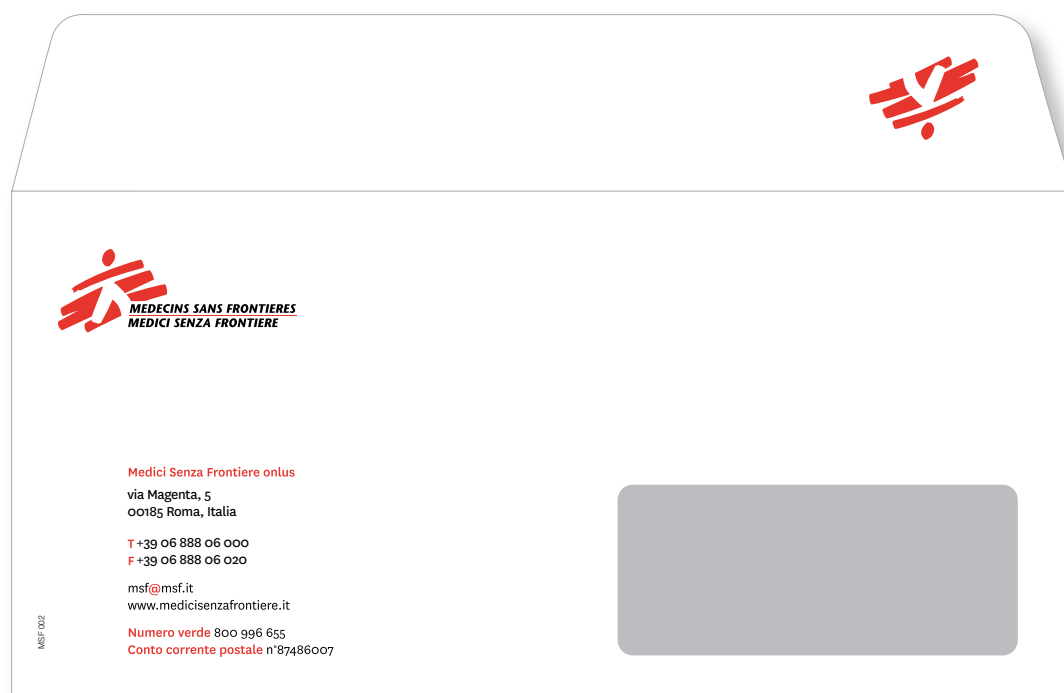 MEDECINS SANS FRONTIERES
MEDICI SENZA FRONTIERE
Medici Senza Frontiere onlus
via Magenta, 5
00185 Roma, Italia
T +39 06 888 06 000
F +39 06 888 06 020
msf@msf.it
www.medicisenzafrontiere.it
Numero verde 800 996 655
Conto corrente postale n°87486007
MSF 002